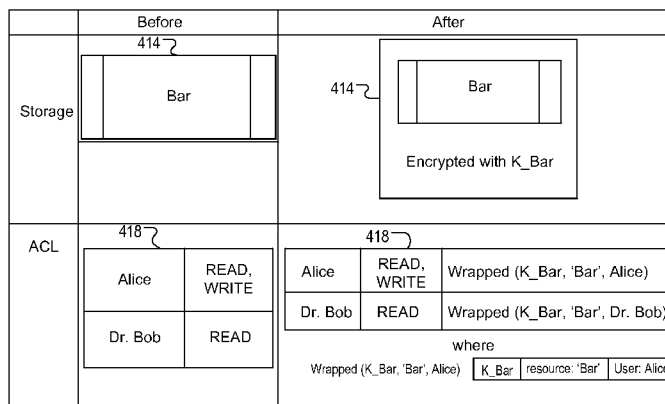 Before
After
Storage
414
Bar
414
Bar
Encrypted with K_Bar
ACL
418
Alice
READ,
WRITE
Dr. Bob
READ
418
Alice
READ,
WRITE
Wrapped (K_Bar, 'Bar', Alice)
Dr. Bob
READ
Wrapped (K_Bar, 'Bar', Dr. Bob)
where
Wrapped (K_Bar, 'Bar', Alice)
K_Bar
resource: 'Bar'
User: Alice